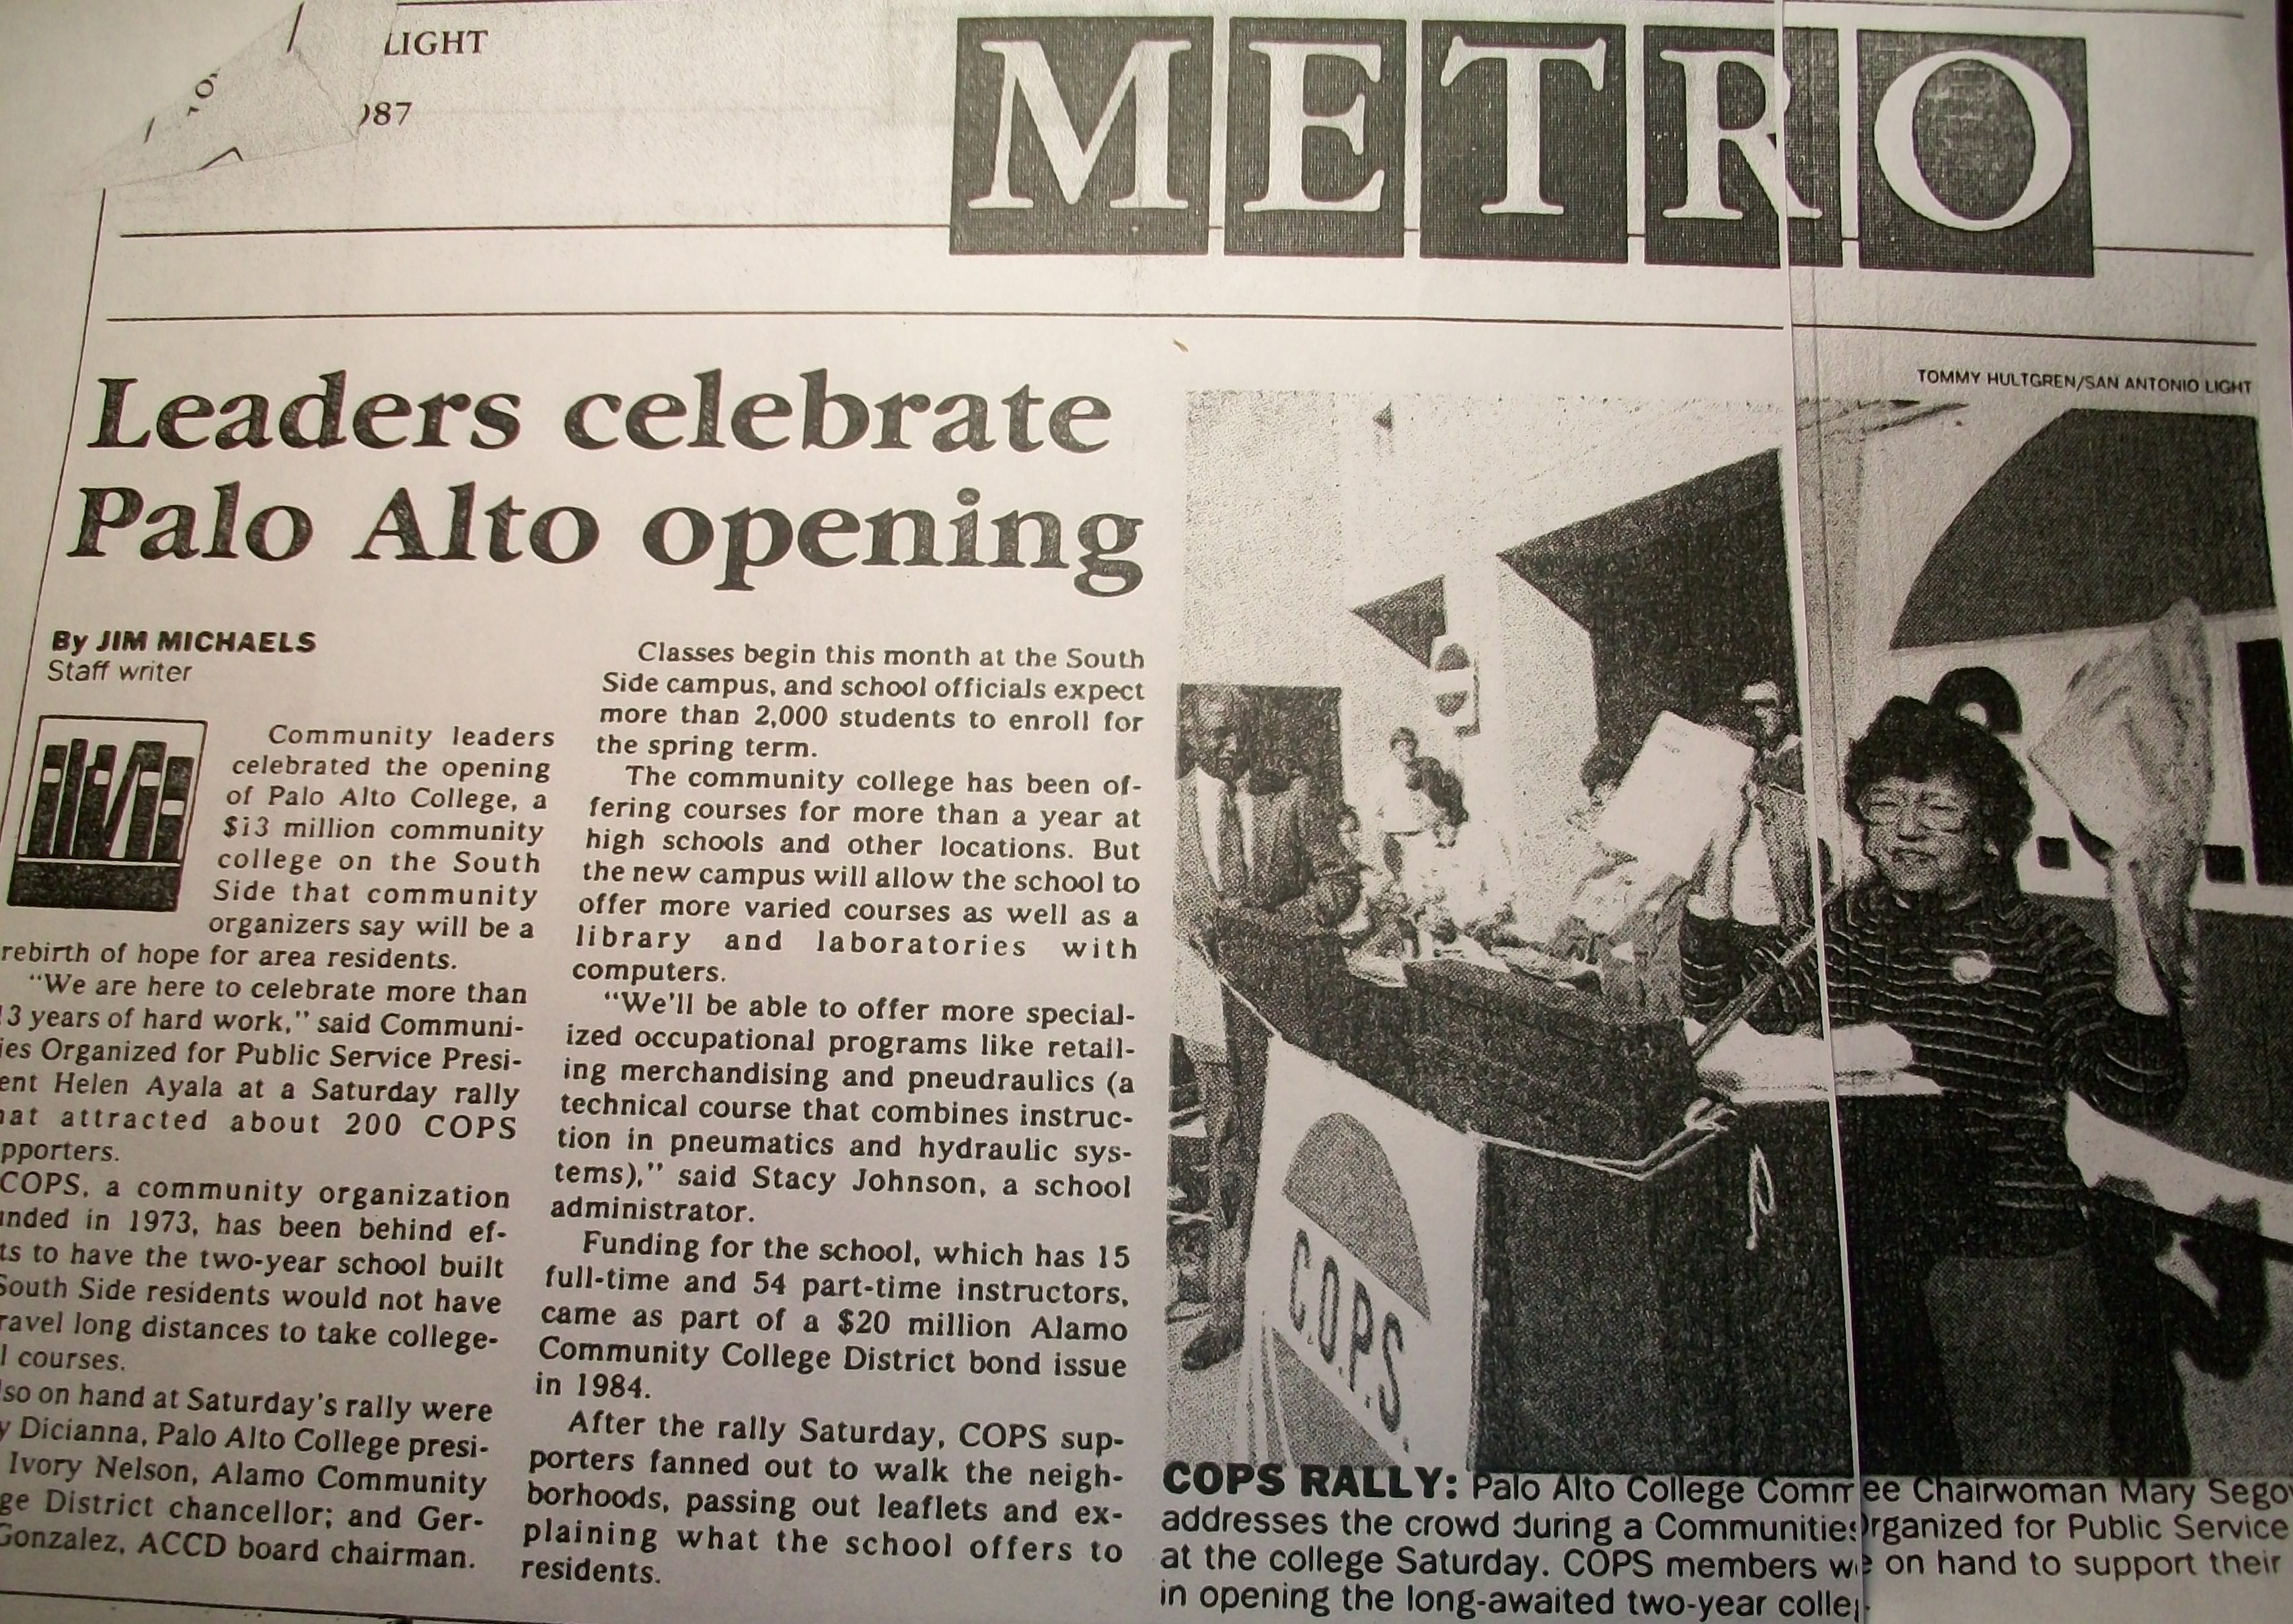 LIGHT
987
METRO
Leaders celebrate
Palo Alto opening
By JIM MICHAELS
Staff writer
Community leaders
celebrated the opening
of Palo Alto College, a
$13 million community
college on the South
Side that community
organizers say will be a
rebirth of hope for area residents.
"We are here to celebrate more than
13 years of hard work," said Communi-
ies Organized for Public Service Presi-
ent Helen Ayala at a Saturday rally
hat attracted about 200 COPS
pporters.
COPS, a community organization
unded in 1973, has been behind ef-
ts to have the two-year school built
South Side residents would not have
ravel long distances to take college-
l courses.
lso on hand at Saturday's rally were
y Dicianna, Palo Alto College presi-
Ivory Nelson, Alamo Community
ge District chancellor; and Ger-
Gonzalez, ACCD board chairman.
Classes begin this month at the South
Side campus, and school officials expect
more than 2,000 students to enroll for
the spring term.
The community college has been of-
fering courses for more than a year at
high schools and other locations. But
the new campus will allow the school to
offer more varied courses as well as a
library and laboratories with
computers.
"We'll be able to offer more special-
ized occupational programs like retail-
ing merchandising and pneudraulics (a
technical course that combines instruc-
tion in pneumatics and hydraulic sys-
tems)," said Stacy Johnson, a school
administrator.
Funding for the school, which has 15
full-time and 54 part-time instructors,
came as part of a $20 million Alamo
Community College District bond issue
in 1984.
After the rally Saturday, COPS sup-
porters fanned out to walk the neigh-
borhoods, passing out leaflets and ex-
plaining what the school offers to
residents.
TOMMY HULTGREN/SAN ANTONIO LIGHT
C.O.P.S.
COPS RALLY: Palo Alto College Comm ee Chairwoman Mary Sego
addresses the crowd during a Communities Organized for Public Service
at the college Saturday. COPS members we e on hand to support their
in opening the long-awaited two-year colleg.